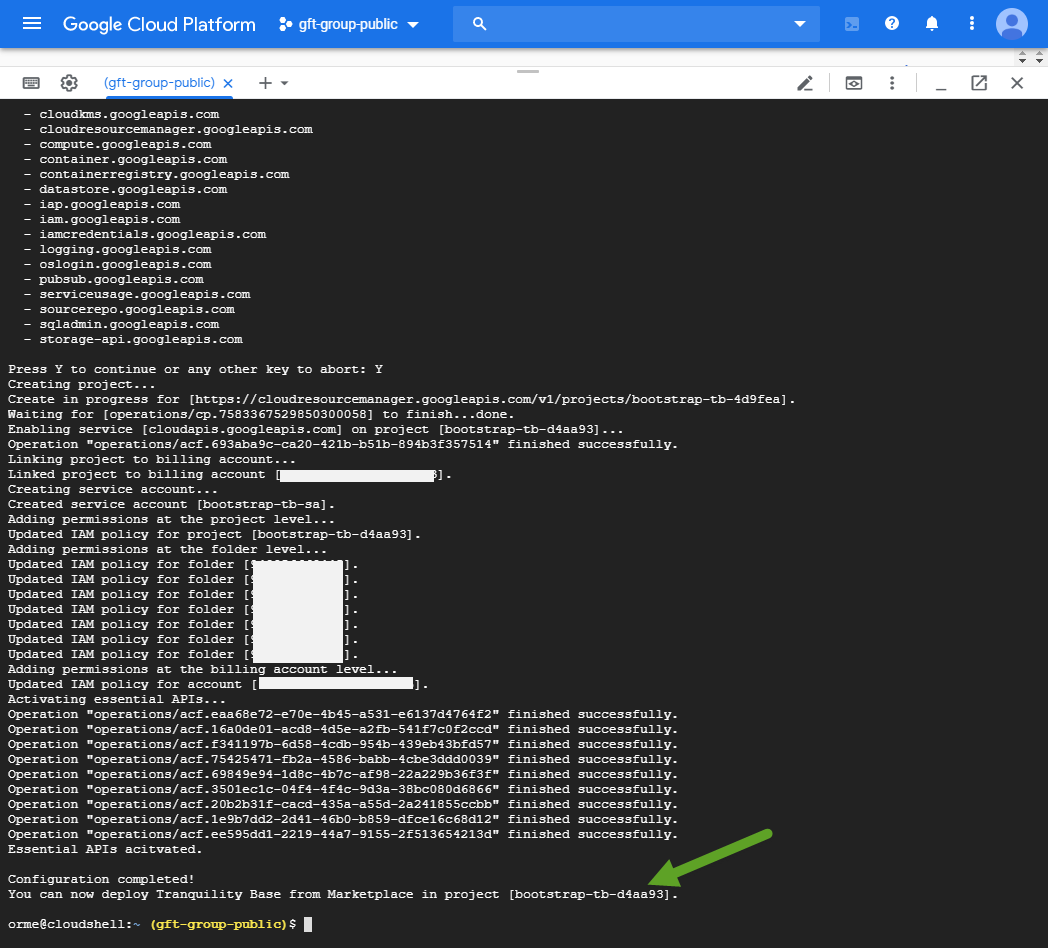 Google Cloud Platform
gft-group-public
(gft-group-public)
- cloudkms.googleapis.com
- cloudresourcemanager.googleapis.com
- compute.googleapis.com
- container.googleapis.com
- containerregistry.googleapis.com
- datastore.googleapis.com
- iap.googleapis.com
- iam.googleapis.com
- iamcredentials.googleapis.com
- logging.googleapis.com
- oslogin.googleapis.com
- pubsub.googleapis.com
- serviceusage.googleapis.com
- sourcerepo.googleapis.com
- sqladmin.googleapis.com
- storage-api.googleapis.com
Press Y to continue or any other key to abort: Y
Creating project...
Create in progress for [https://cloudresourcemanager.googleapis.com/v1/projects/bootstrap-tb-4d9fea].
Waiting for [operations/cp.7583367529850300058] to finish...done.
Enabling service [cloudapis.googleapis.com] on project [bootstrap-tb-d4aa93]...
Operation "operations/acf.693aba9c-ca20-421b-b51b-894b3f357514" finished successfully.
Linking project to billing account...
Linked project to billing account [ ].
Creating service account...
Created service account [bootstrap-tb-sa].
Adding permissions at the project level...
Updated IAM policy for project [bootstrap-tb-d4aa93].
Adding permissions at the folder level...
Updated IAM policy for folder [ ].
Updated IAM policy for folder [ ].
Updated IAM policy for folder [ ].
Updated IAM policy for folder [ ].
Updated IAM policy for folder [ ].
Updated IAM policy for folder [ ].
Updated IAM policy for folder [ ].
Adding permissions at the billing account level...
Updated IAM policy for account [ ].
Activating essential APIs...
Operation "operations/acf.eaa68e72-e70e-4b45-a531-e6137d4764f2" finished successfully.
Operation "operations/acf.16a0de01-acd8-4d5e-a2fb-541f7c0f2ccd" finished successfully.
Operation "operations/acf.f341197b-6d58-4cdb-954b-439eb43bfd57" finished successfully.
Operation "operations/acf.75425471-fb2a-4586-babb-4cbe3ddd0039" finished successfully.
Operation "operations/acf.69849e94-1d8c-4b7c-af98-22a229b36f3f" finished successfully.
Operation "operations/acf.3501ec1c-04f4-4f4c-9d3a-38bc080d6866" finished successfully.
Operation "operations/acf.20b2b31f-cacd-435a-a55d-2a241855ccbb" finished successfully.
Operation "operations/acf.1e9b7dd2-2d41-46b0-b859-dfce16c68d12" finished successfully.
Operation "operations/acf.ee595dd1-2219-44a7-9155-2f513654213d" finished successfully.
Essential APIs acitvated.
Configuration completed!
You can now deploy Tranquility Base from Marketplace in project [bootstrap-tb-d4aa93].
orme@cloudshell:~ (gft-group-public)$